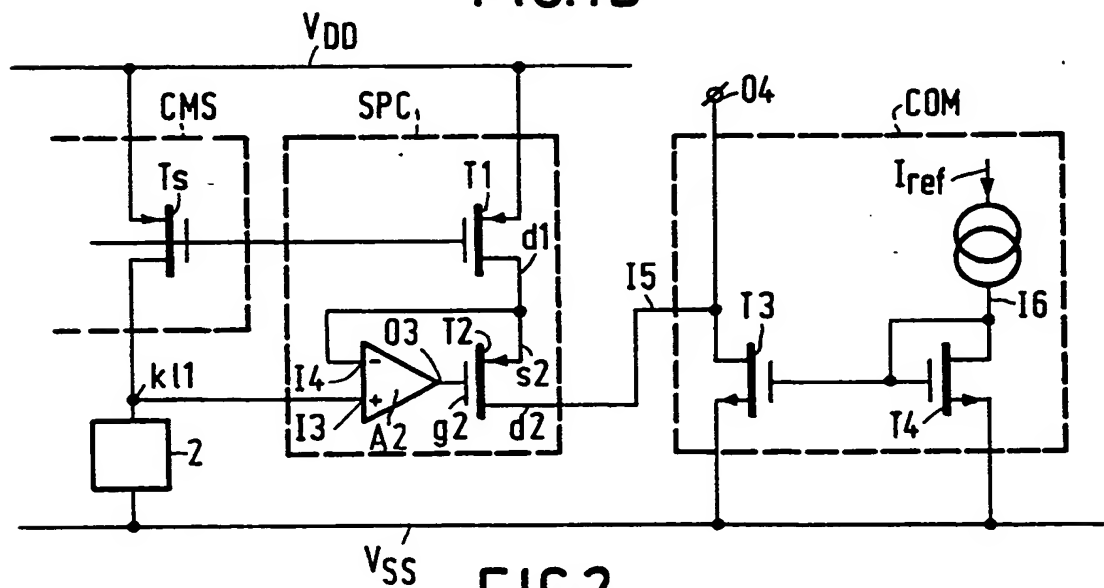 VDD
CMS
SPC
04
COM
Ts
T1
Iref
d1
I5
T3
I6
03
T2
I4
s2
kl1
I3
A2
g2
d2
T4
2
VSS
FIG.2